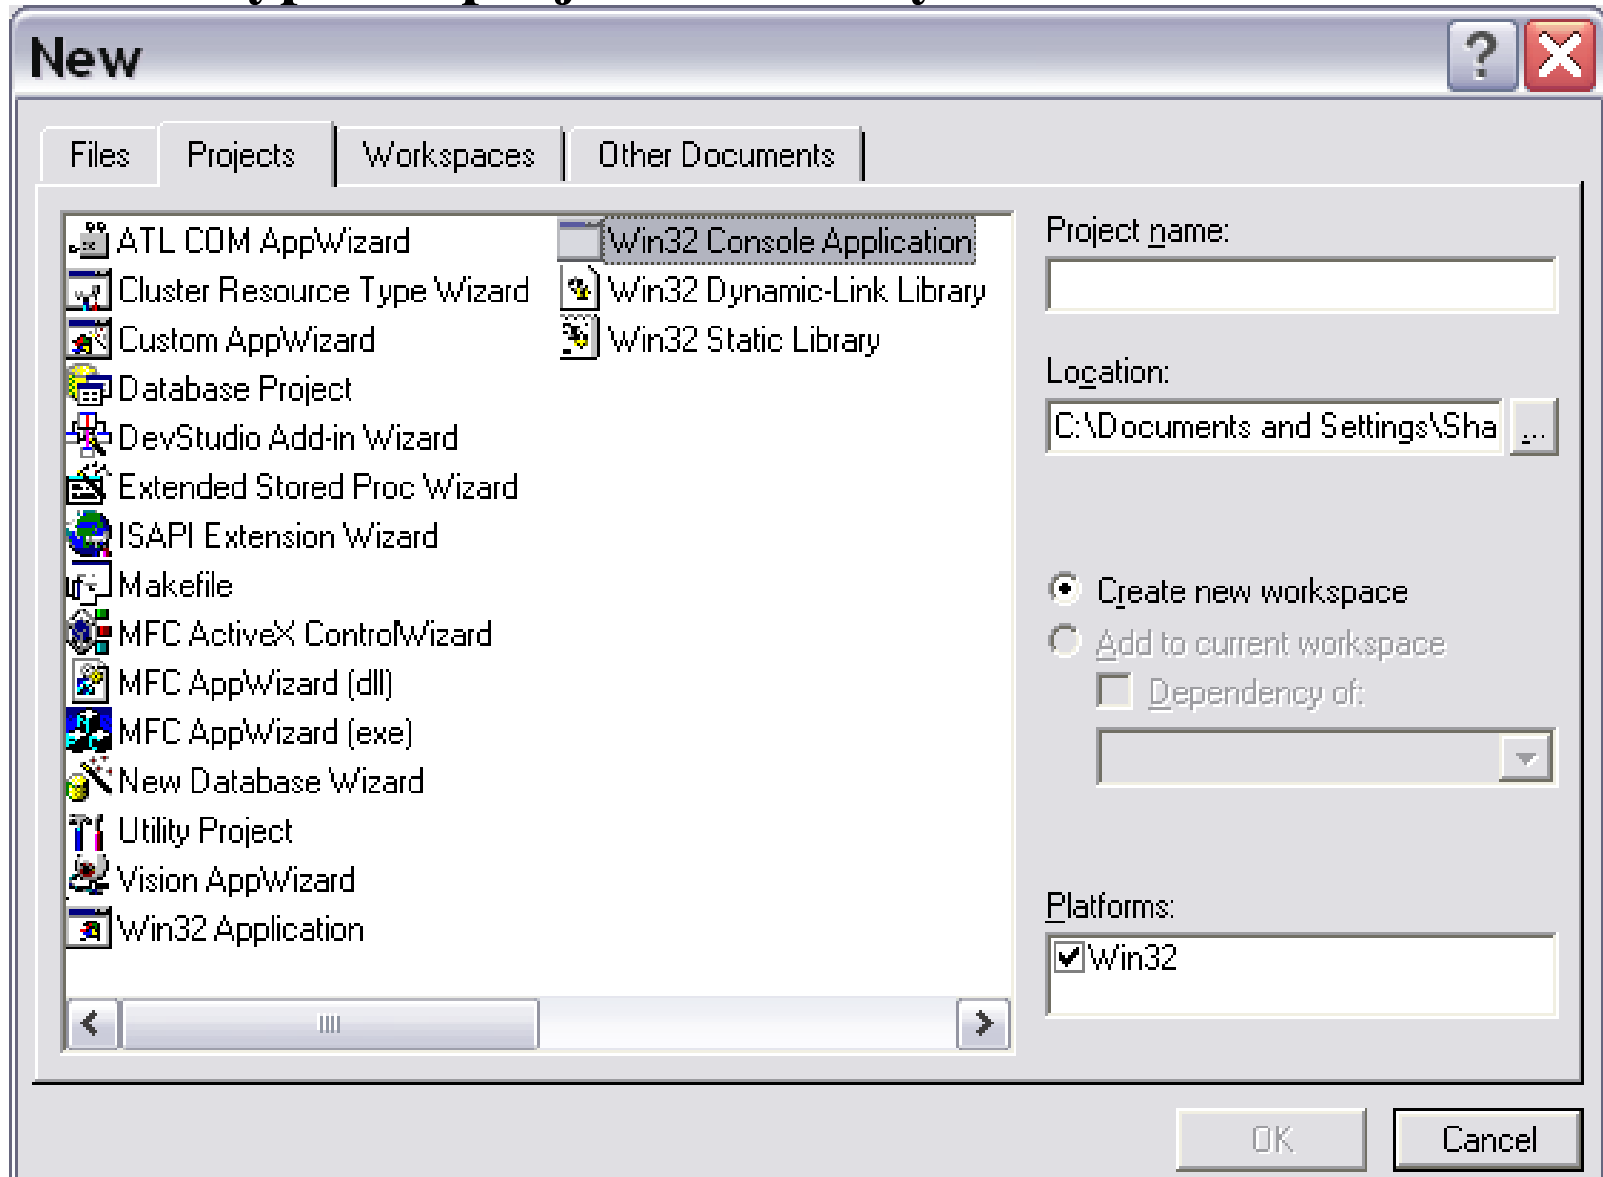 New
Files Projects Workspaces Other Documents
ATL COM AppWizard
Cluster Resource Type Wizard
Custom AppWizard
Database Project
DevStudio Add-in Wizard
Extended Stored Proc Wizard
ISAPI Extension Wizard
Makefile
MFC ActiveX ControlWizard
MFC AppWizard (dll)
MFC AppWizard (exe)
New Database Wizard
Utility Project
Vision AppWizard
Win32 Application
Win32 Console Application
Win32 Dynamic-Link Library
Win32 Static Library
Project name:
Location:
C:\Documents and Settings\Sha ...
Create new workspace
Add to current workspace
Dependency of:
Platforms:
Win32
OK Cancel